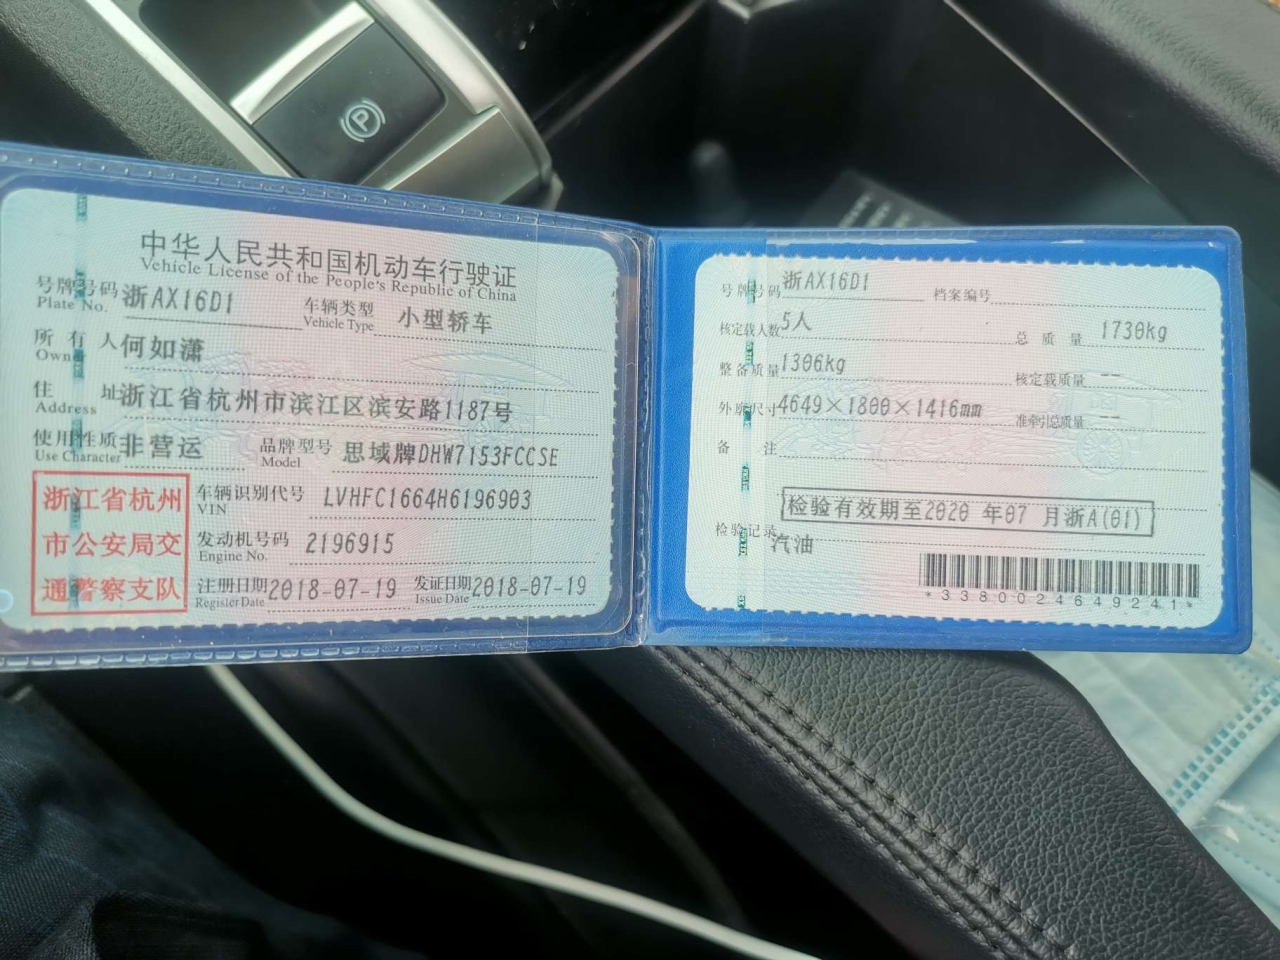 中华人民共和国机动车行驶证
Vehicle License of the People's Republic of China
号牌号码 浙AX16D1 车辆类型 小型轿车
Plate No. Vehicle Type
所有人 何如潇
Owner
住址 浙江省杭州市滨江区滨安路1187号
Address
使用性质 非营运 品牌型号 思域牌DHW7153FCCSE
Use Character Model
浙江省杭州
市公安局交
通警察支队
车辆识别代号 LVHFC1664H6196903
VIN
发动机号码 2196915
Engine No.
注册日期 2018-07-19 发证日期 2018-07-19
Register Date Issue Date
号牌号码 浙AX16D1 档案编号
核定载人数 5人 总质量 1730kg
整备质量 1306kg 核定载质量 --
外廓尺寸 4649×1800×1416mm 准牵引总质量 --
备注
检验有效期至2020 年07 月浙A(01)
检验记录
汽油
*3380024649241*
P